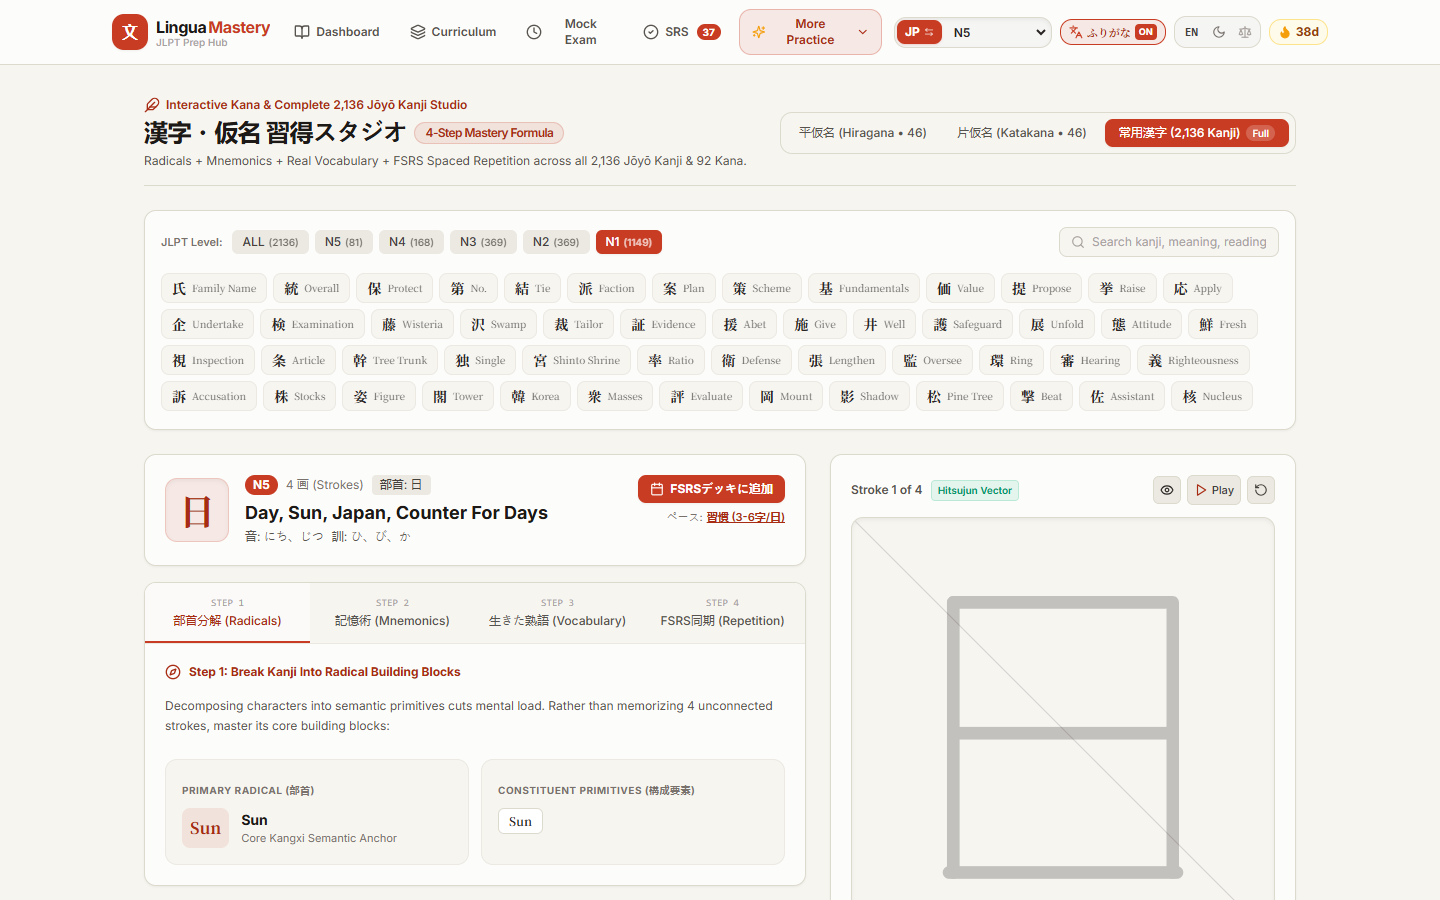 文 LinguaMastery
JLPT Prep Hub
Dashboard
Curriculum
Mock Exam
SRS 37
More Practice
JP ⇆ N5
ふりがな ON
EN
38d
Interactive Kana & Complete 2,136 Jōyō Kanji Studio
漢字・仮名 習得スタジオ 4-Step Mastery Formula
Radicals + Mnemonics + Real Vocabulary + FSRS Spaced Repetition across all 2,136 Jōyō Kanji & 92 Kana.
平仮名 (Hiragana • 46) 片仮名 (Katakana • 46) 常用漢字 (2,136 Kanji) Full
JLPT Level: ALL (2136) N5 (81) N4 (168) N3 (369) N2 (369) N1 (1149)
Search kanji, meaning, reading
氏 Family Name 統 Overall 保 Protect 第 No. 結 Tie 派 Faction 案 Plan 策 Scheme 基 Fundamentals 価 Value 提 Propose 挙 Raise 応 Apply
企 Undertake 検 Examination 藤 Wisteria 沢 Swamp 裁 Tailor 証 Evidence 援 Abet 施 Give 井 Well 護 Safeguard 展 Unfold 態 Attitude 鮮 Fresh
視 Inspection 条 Article 幹 Tree Trunk 独 Single 宮 Shinto Shrine 率 Ratio 衛 Defense 張 Lengthen 監 Oversee 環 Ring 審 Hearing 義 Righteousness
訴 Accusation 株 Stocks 姿 Figure 閣 Tower 韓 Korea 衆 Masses 評 Evaluate 岡 Mount 影 Shadow 松 Pine Tree 撃 Beat 佐 Assistant 核 Nucleus
日
N5 4 画 (Strokes) 部首: 日
Day, Sun, Japan, Counter For Days
音: にち、じつ 訓: ひ、び、か
FSRSデッキに追加
ペース: 習慣 (3-6字/日)
STEP 1
部首分解 (Radicals)
STEP 2
記憶術 (Mnemonics)
STEP 3
生きた熟語 (Vocabulary)
STEP 4
FSRS同期 (Repetition)
Step 1: Break Kanji Into Radical Building Blocks
Decomposing characters into semantic primitives cuts mental load. Rather than memorizing 4 unconnected
strokes, master its core building blocks:
PRIMARY RADICAL (部首)
Sun
Sun
Core Kangxi Semantic Anchor
CONSTITUENT PRIMITIVES (構成要素)
Sun
Stroke 1 of 4 Hitsujun Vector
Play
日